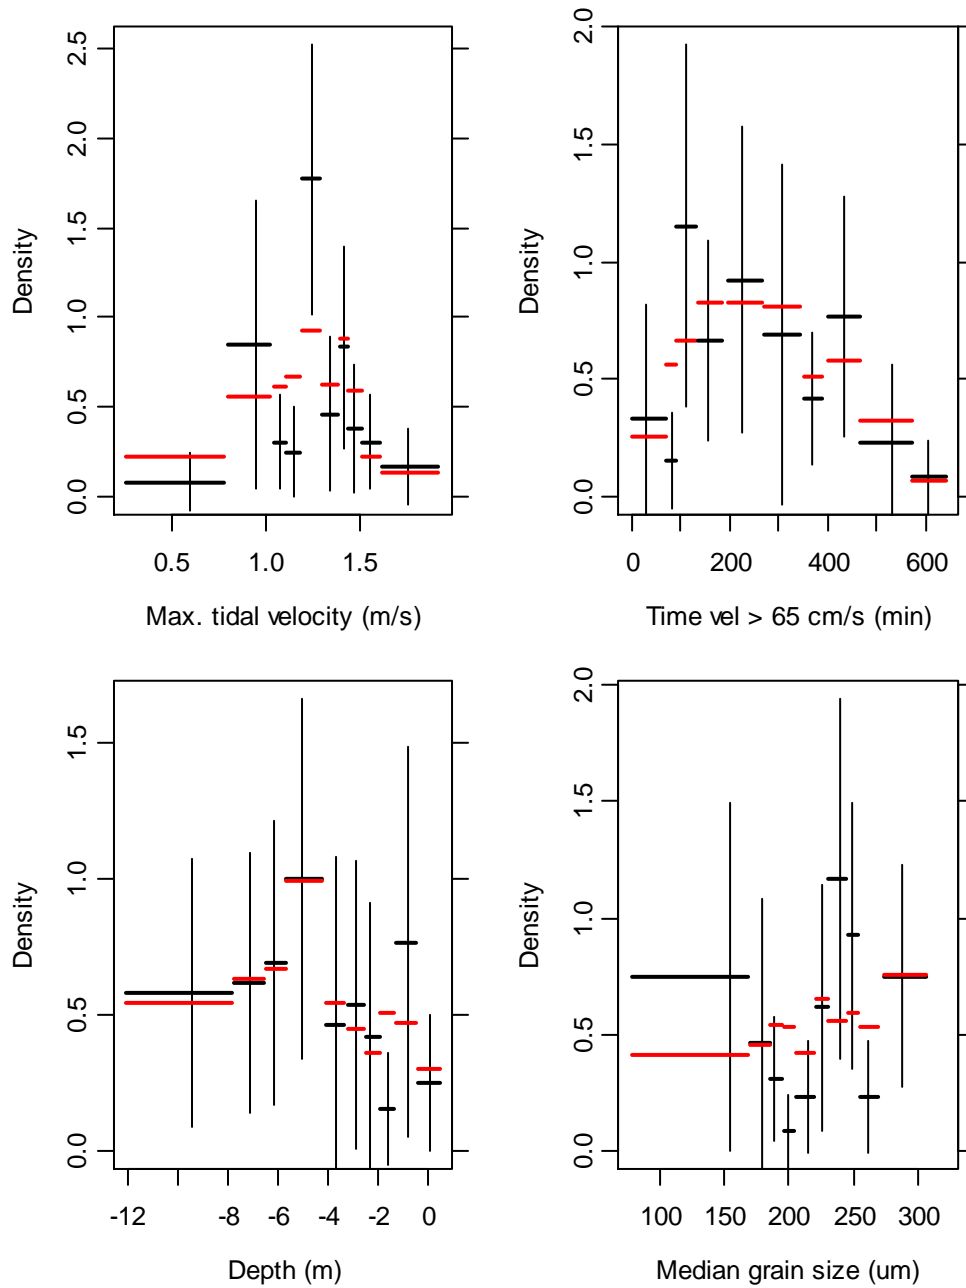 2.5
2.0
1.5
1.0
0.5
0.0
Density
0.5 1.0 1.5
Max. tidal velocity (m/s)
2.0
1.5
1.0
0.5
0.0
Density
0 200 400 600
Time vel > 65 cm/s (min)
1.5
1.0
0.5
0.0
Density
-12 -8 -6 -4 -2 0
Depth (m)
2.0
1.5
1.0
0.5
0.0
Density
100 150 200 250 300
Median grain size (um)